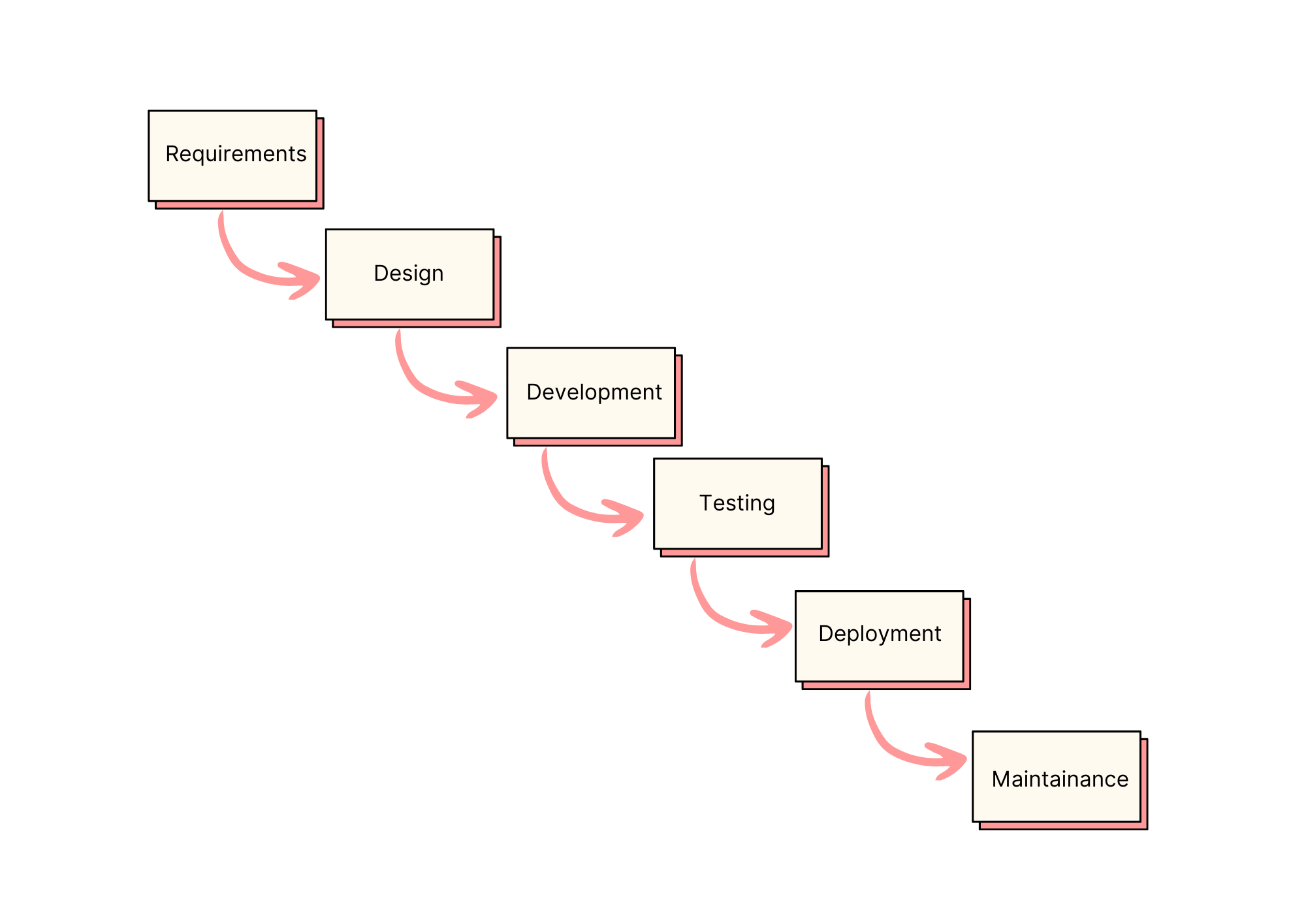 Requirements
Design
Development
Testing
Deployment
Maintainance